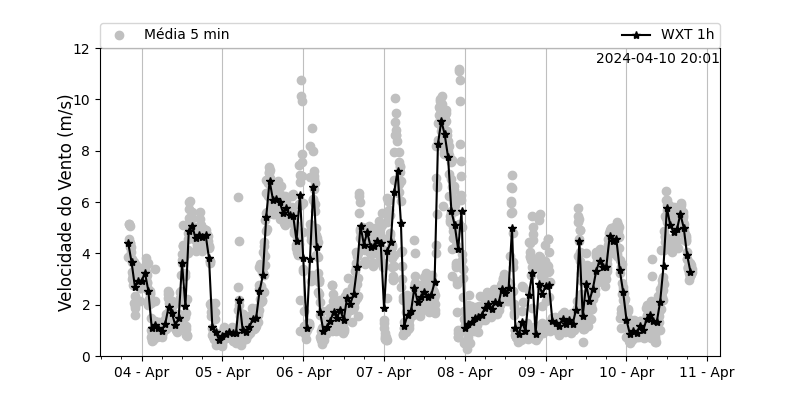 Média 5 min
WXT 1h
2024-04-10 20:01
Velocidade do Vento (m/s)
12
10
8
6
4
2
0
04 - Apr
05 - Apr
06 - Apr
07 - Apr
08 - Apr
09 - Apr
10 - Apr
11 - Apr